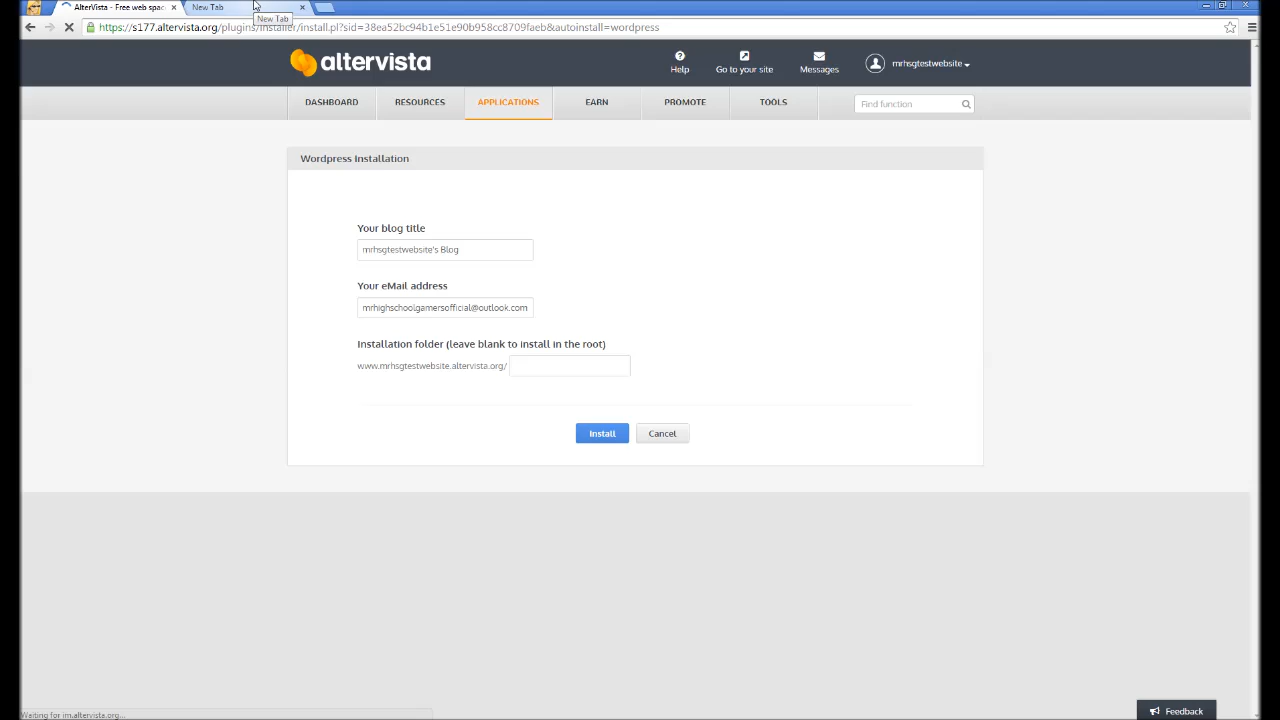 AlterVista - Free web spac
New Tab
New Tab
https://s177.altervista.org/plugins/installer/install.pl?sid=38ea52bc94b1e51e90b958cc8709faeb&autoinstall=wordpress
altervista
Help
Go to your site
Messages
mrhsgtestwebsite
DASHBOARD
RESOURCES
APPLICATIONS
EARN
PROMOTE
TOOLS
Find function
Wordpress Installation
Your blog title
mrhsgtestwebsite's Blog
Your eMail address
mrhighschoolgamersofficial@outlook.com
Installation folder (leave blank to install in the root)
www.mrhsgtestwebsite.altervista.org/
Install
Cancel
Feedback
Waiting for im.altervista.org...